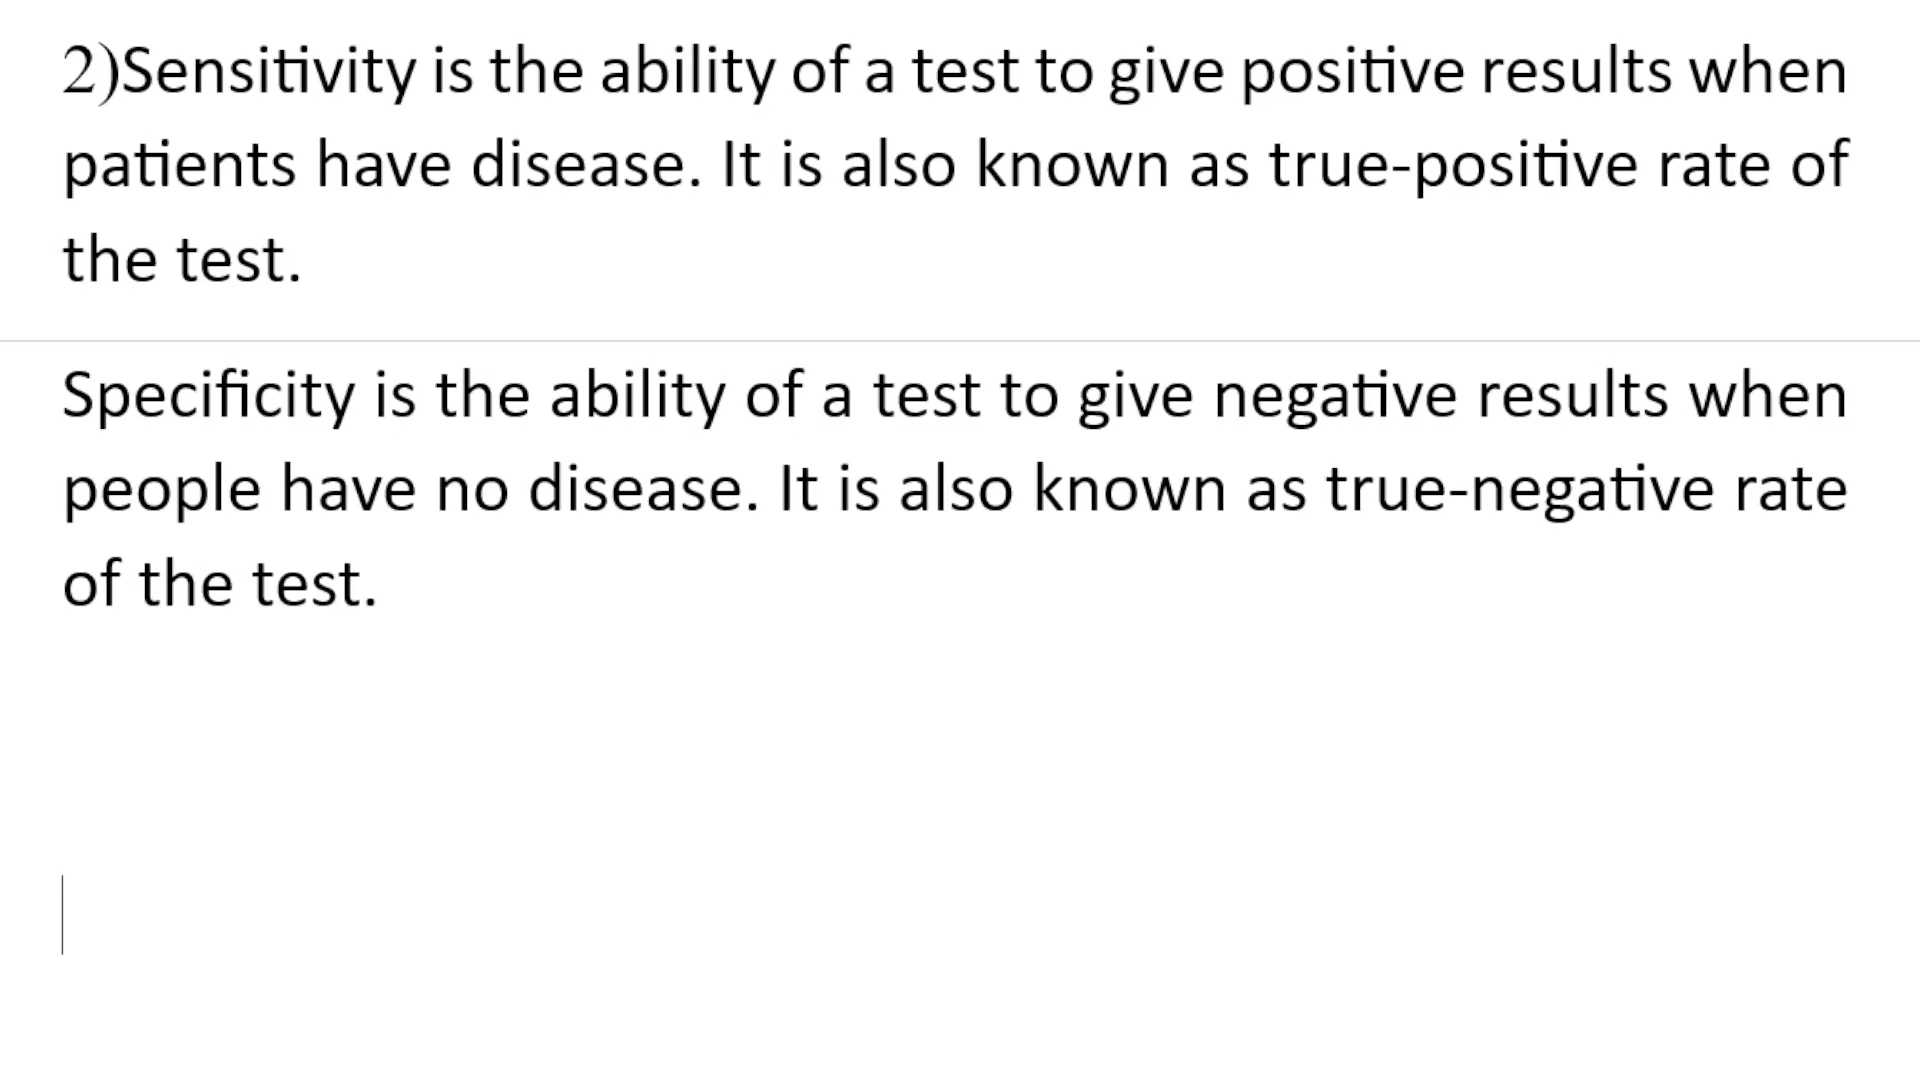 2)Sensitivity is the ability of a test to give positive results when
patients have disease. It is also known as true-positive rate of
the test.
Specificity is the ability of a test to give negative results when
people have no disease. It is also known as true-negative rate
of the test.